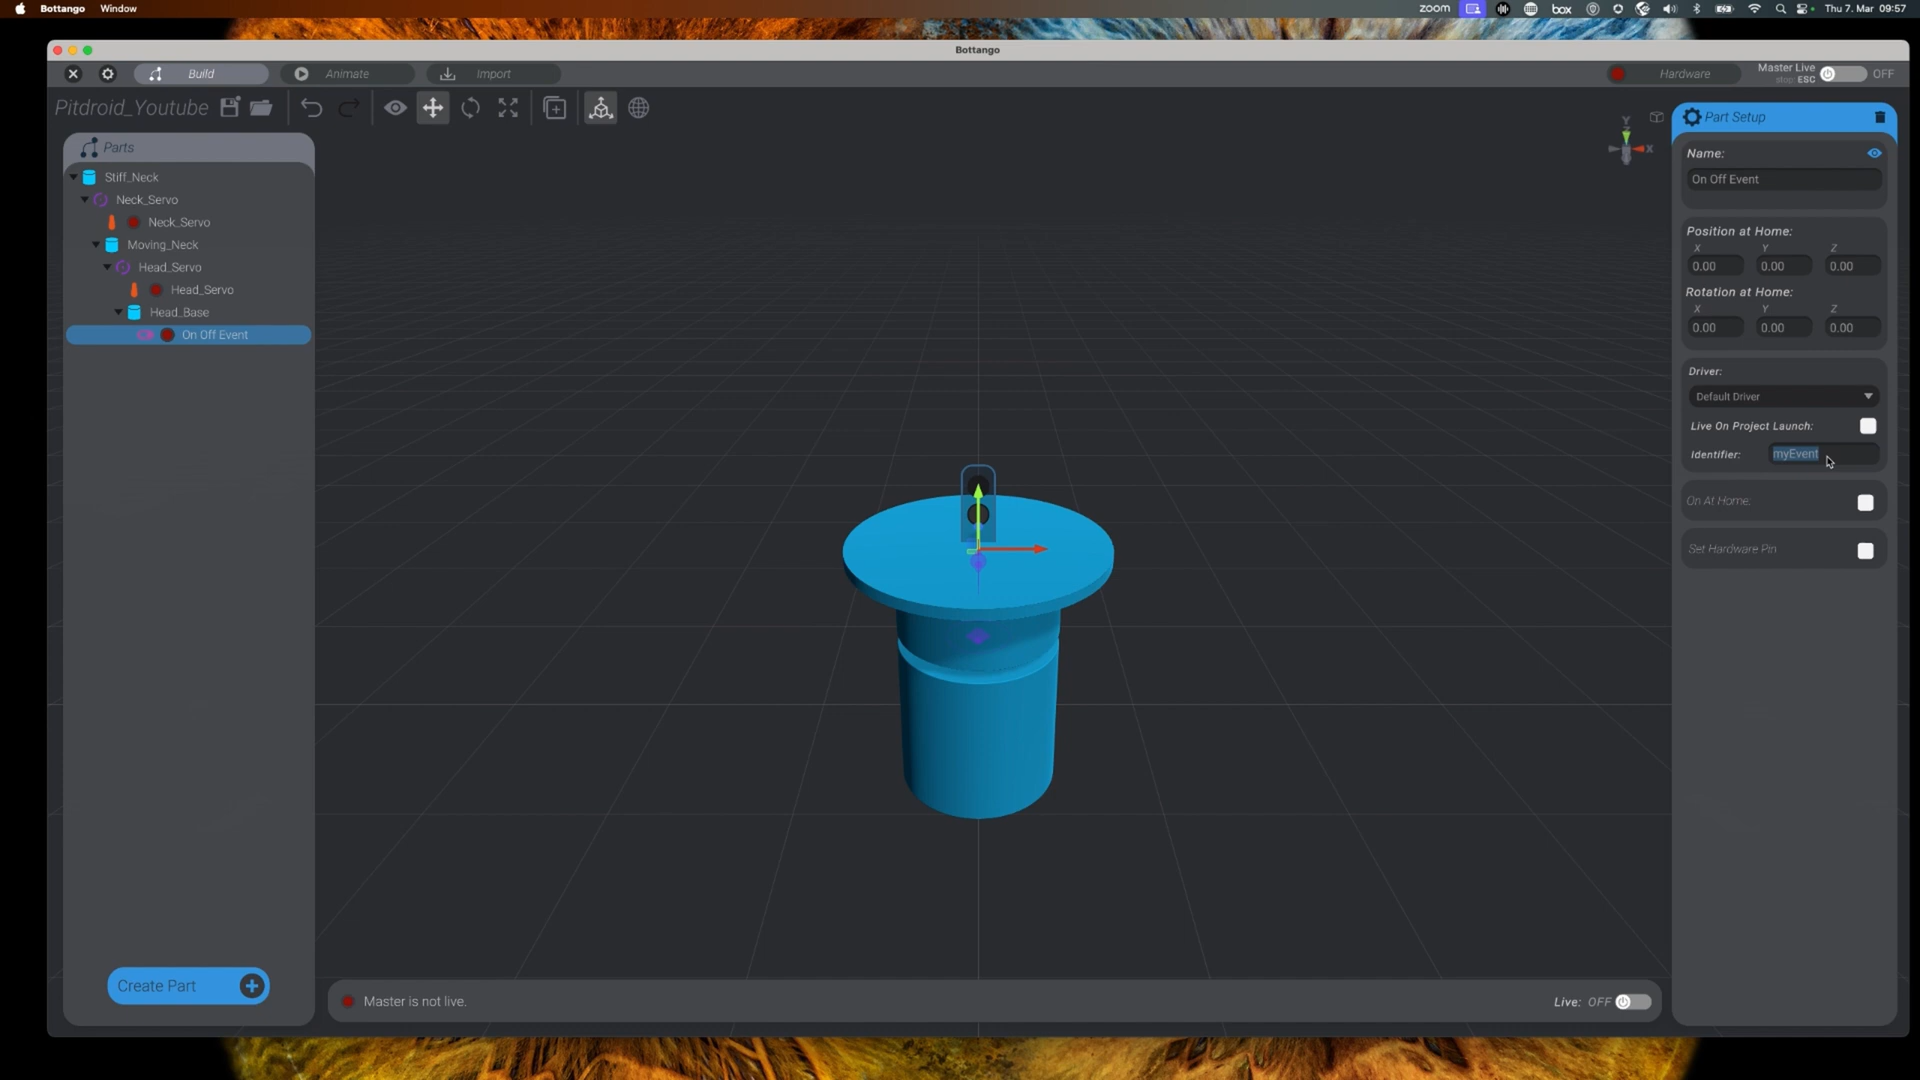 Bottango Window
zoom box Thu 7. Mar 09:57
Bottango
Build Animate Import Hardware Master Live OFF
stop: ESC
Pitdroid_Youtube
Parts
Stiff_Neck
Neck_Servo
Neck_Servo
Moving_Neck
Head_Servo
Head_Servo
Head_Base
On Off Event
Create Part
Y
X
Part Setup
Name:
On Off Event
Position at Home:
X Y Z
0.00 0.00 0.00
Rotation at Home:
X Y Z
0.00 0.00 0.00
Driver:
Default Driver
Live On Project Launch:
Identifier: myEvent
On At Home:
Set Hardware Pin
Master is not live.
Live: OFF